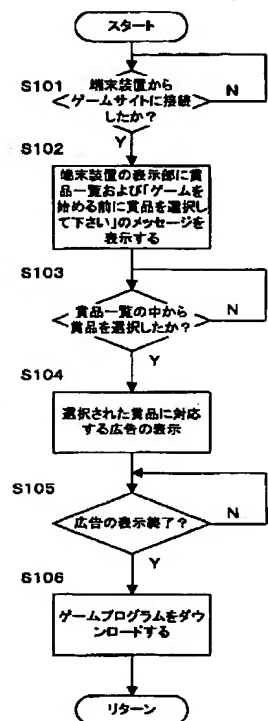 スタート
S101
端末装置から
ゲームサイトに接続
したか?
N
Y
S102
端末装置の表示部に賞
品一覧および「ゲームを
始める前に賞品を選択し
て下さい」のメッセージを
表示する
S103
賞品一覧の中から
賞品を選択したか?
N
Y
S104
選択された賞品に対応
する広告の表示
S105
広告の表示終了?
N
Y
S106
ゲームプログラムをダウ
ンロードする
リターン